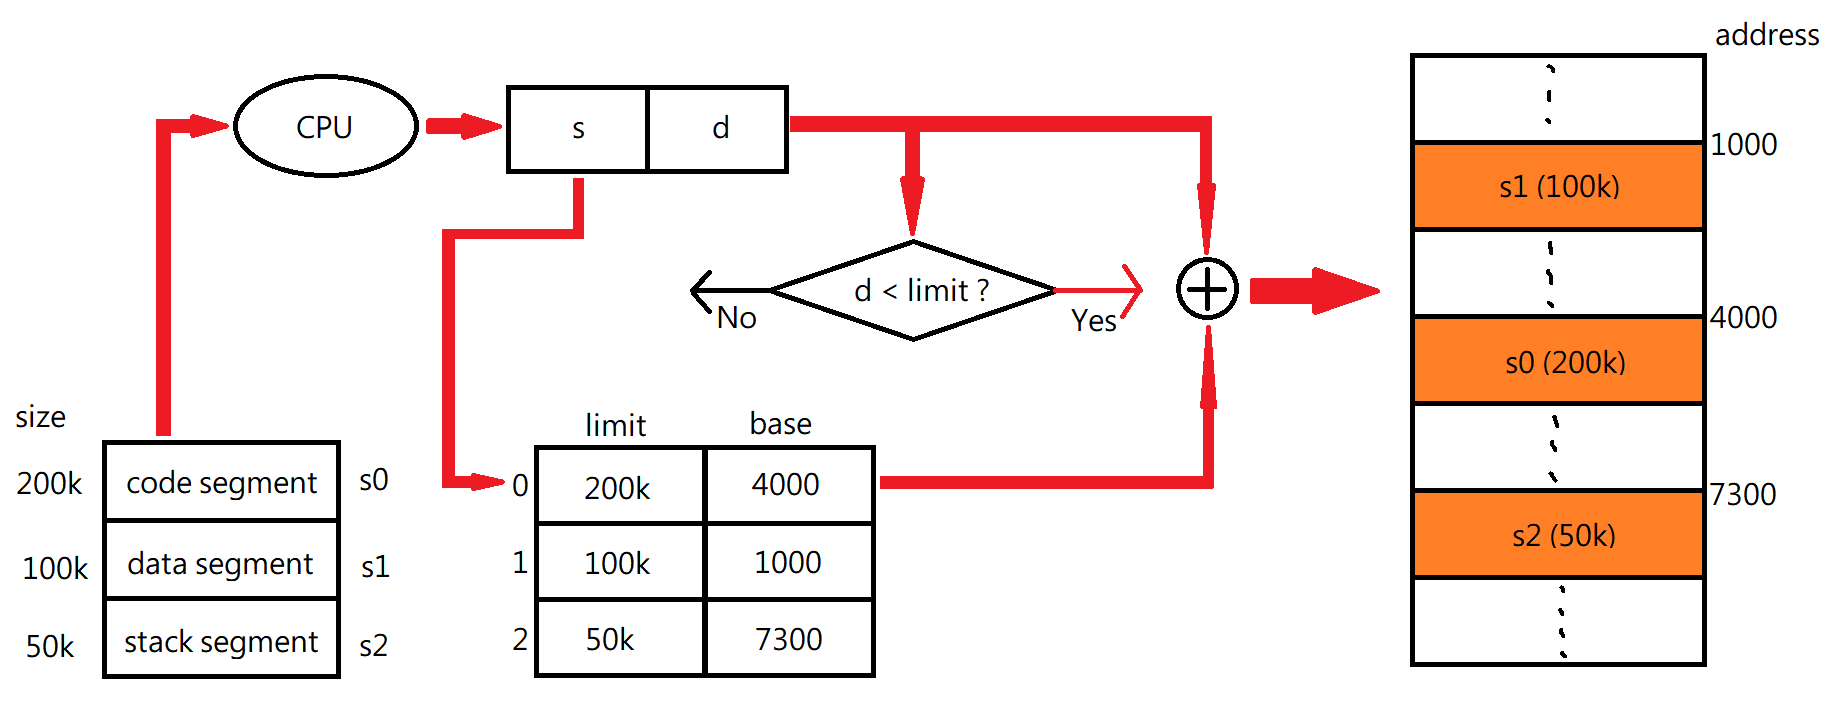 address
CPU
s d
1000
s1 (100k)
d < limit ?
No
Yes
4000
s0 (200k)
size
limit base
200k code segment s0
0 200k 4000
7300
s2 (50k)
100k data segment s1
1 100k 1000
50k stack segment s2
2 50k 7300